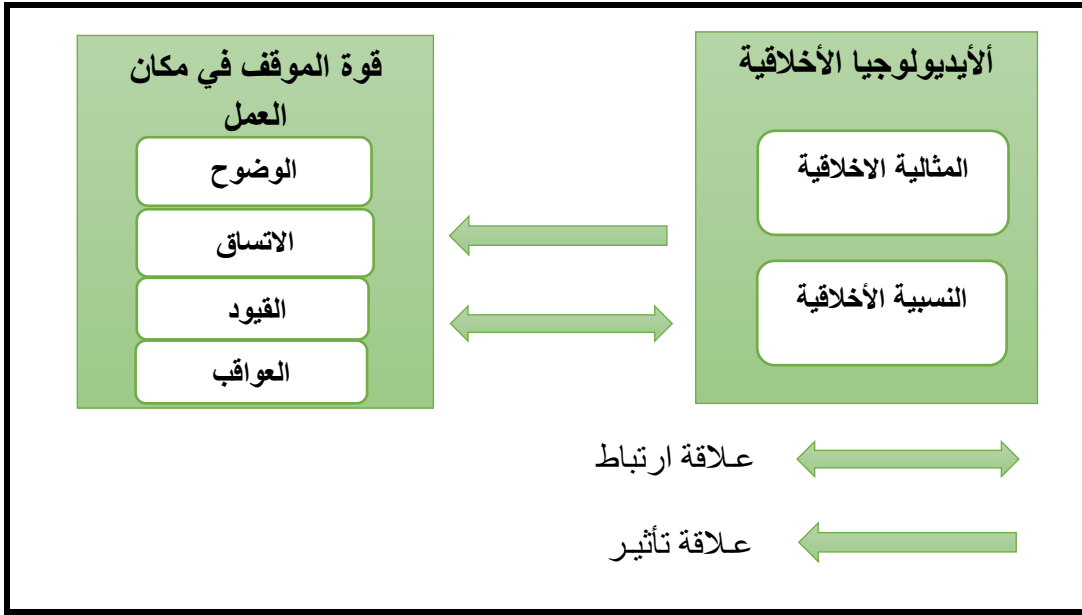 ألأيديولوجيا الأخلاقية
المثالية الاخلاقية
النسبية الأخلاقية
قوة الموقف في مكان
العمل
الوضوح
الاتساق
القيود
العواقب
علاقة ارتباط
علاقة تأثير